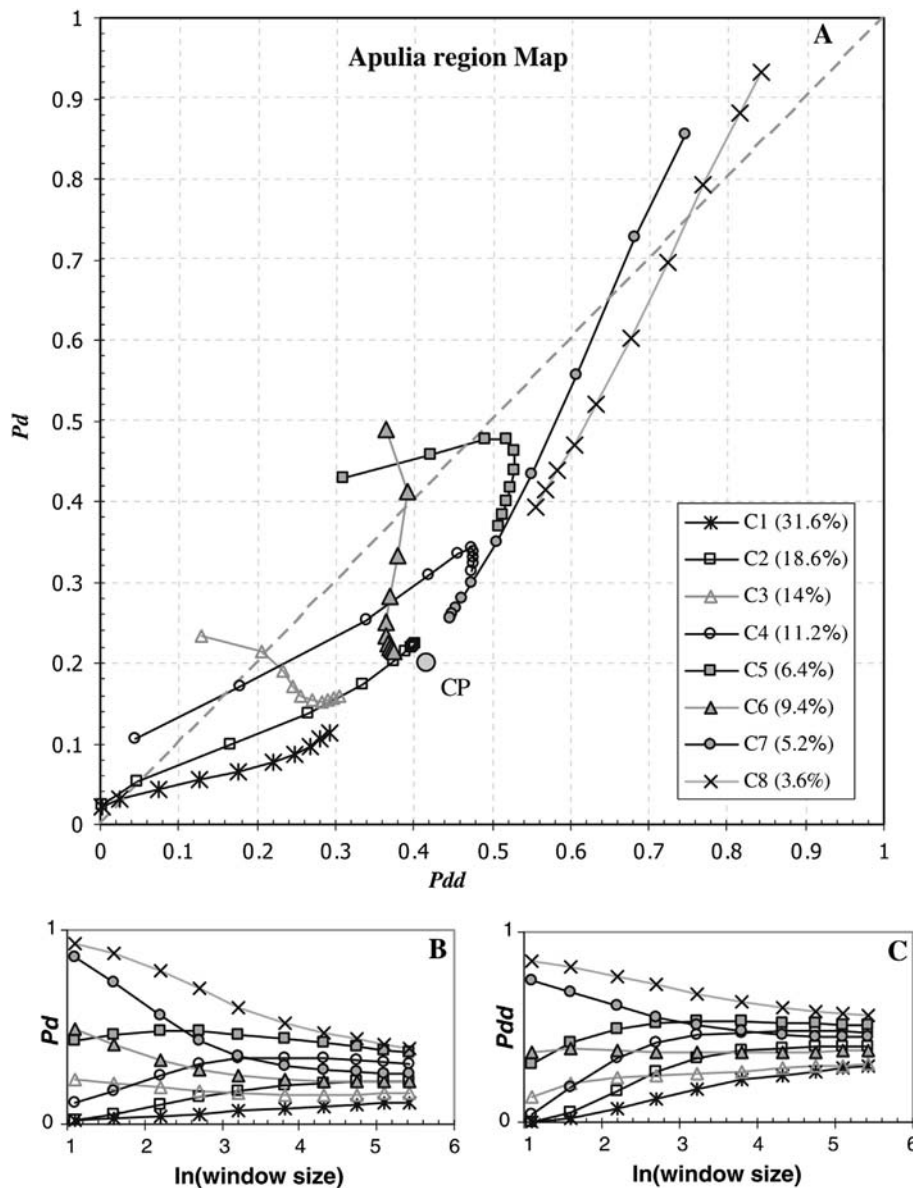 A
Apulia region Map
1
0.9
0.8
0.7
0.6
0.5
0.4
0.3
0.2
0.1
0
Pd
CP
C1 (31.6%)
C2 (18.6%)
C3 (14%)
C4 (11.2%)
C5 (6.4%)
C6 (9.4%)
C7 (5.2%)
C8 (3.6%)
0 0.1 0.2 0.3 0.4 0.5 0.6 0.7 0.8 0.9 1
Pdd
B
1
Pd
0
1 2 3 4 5 6
ln(window size)
C
1
Pdd
0
1 2 3 4 5 6
ln(window size)